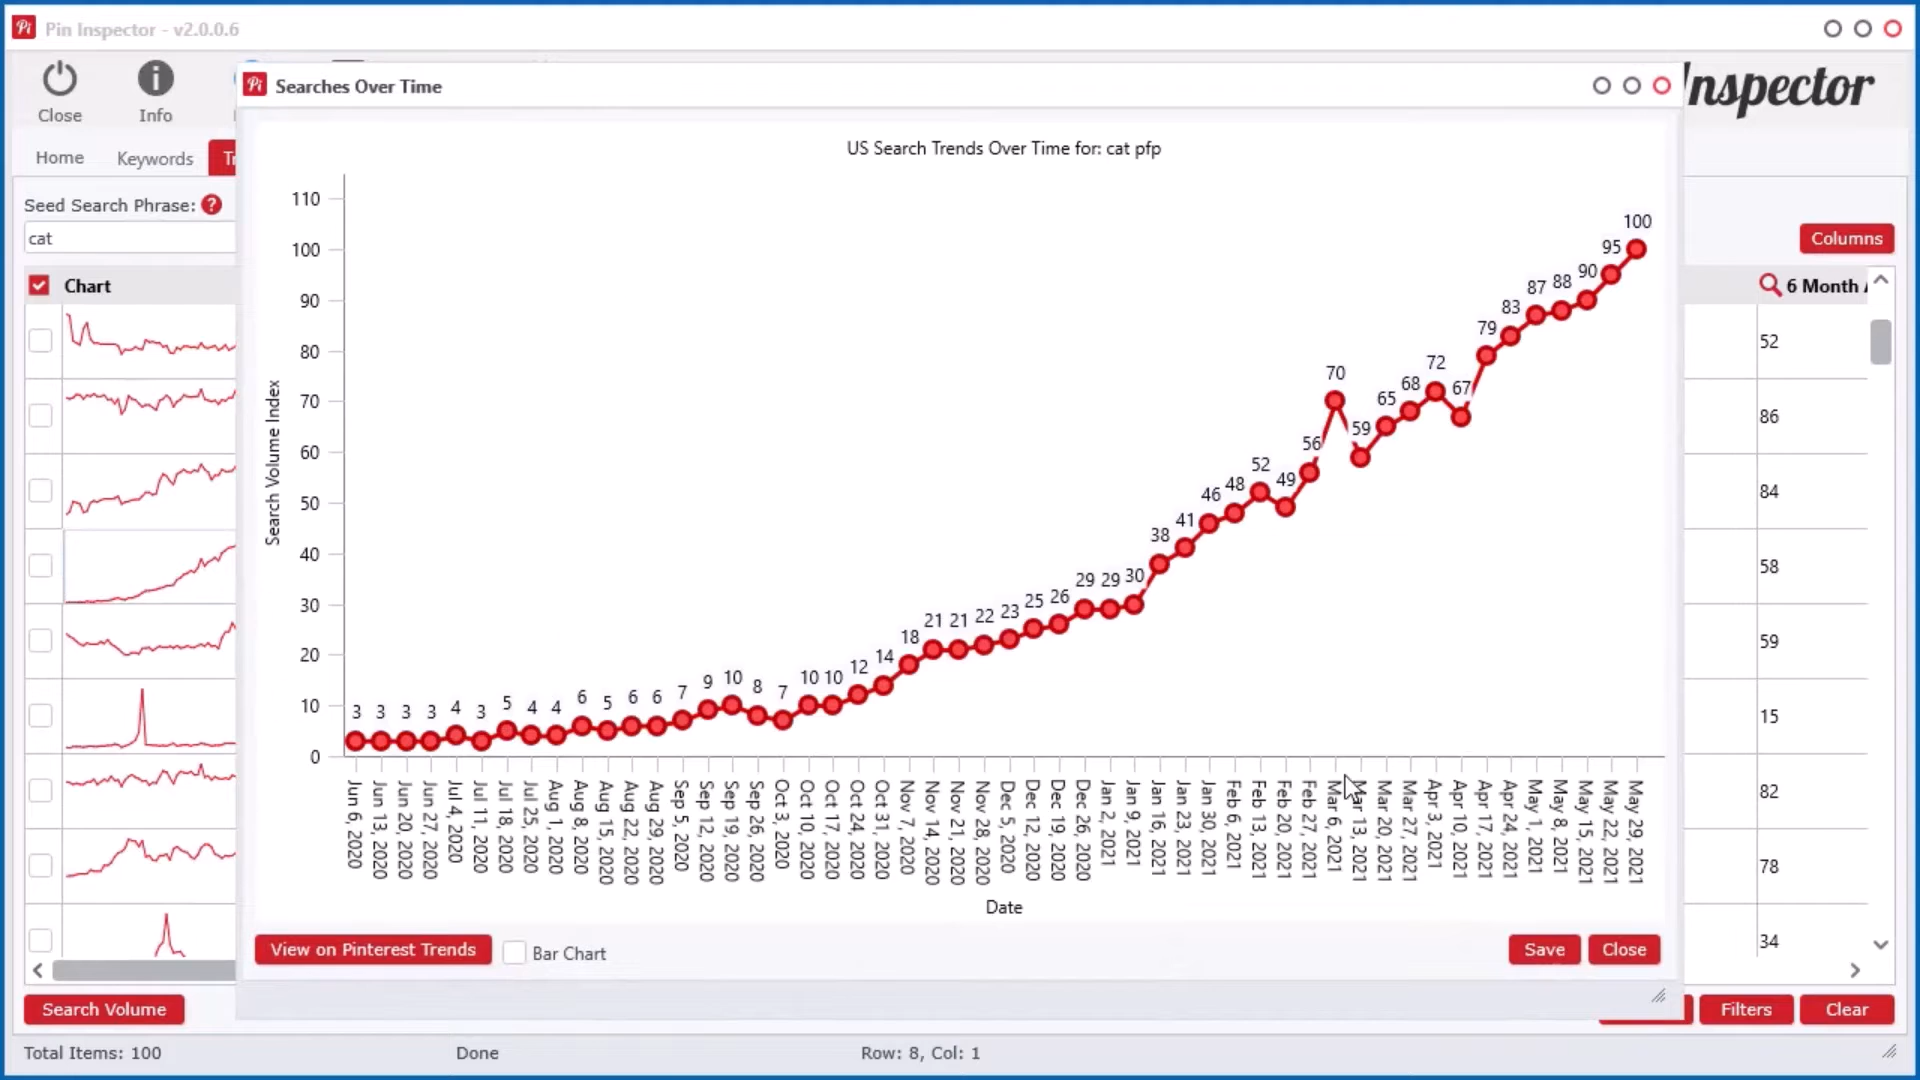 Pin Inspector - v2.0.0.6
Close
Info
Inspector
Home
Keywords
Seed Search Phrase:
cat
Columns
Chart
6 Month
52
86
84
58
59
15
82
78
34
Searches Over Time
US Search Trends Over Time for: cat pfp
Search Volume Index
110
100
90
80
70
60
50
40
30
20
10
0
3 3 3 3 4 3 5 4 4 6 5 6 6 7 9 10 8 7 10 10 12 14 18 21 21 22 23 25 26 29 29 30 38 41 46 48 52 49 56 70 59 65 68 72 67 79 83 87 88 90 95 100
Jun 6, 2020
Jun 13, 2020
Jun 20, 2020
Jun 27, 2020
Jul 4, 2020
Jul 11, 2020
Jul 18, 2020
Jul 25, 2020
Aug 1, 2020
Aug 8, 2020
Aug 15, 2020
Aug 22, 2020
Aug 29, 2020
Sep 5, 2020
Sep 12, 2020
Sep 19, 2020
Sep 26, 2020
Oct 3, 2020
Oct 10, 2020
Oct 17, 2020
Oct 24, 2020
Oct 31, 2020
Nov 7, 2020
Nov 14, 2020
Nov 21, 2020
Nov 28, 2020
Dec 5, 2020
Dec 12, 2020
Dec 19, 2020
Dec 26, 2020
Jan 2, 2021
Jan 9, 2021
Jan 16, 2021
Jan 23, 2021
Jan 30, 2021
Feb 6, 2021
Feb 13, 2021
Feb 20, 2021
Feb 27, 2021
Mar 6, 2021
Mar 13, 2021
Mar 20, 2021
Mar 27, 2021
Apr 3, 2021
Apr 10, 2021
Apr 17, 2021
Apr 24, 2021
May 1, 2021
May 8, 2021
May 15, 2021
May 22, 2021
May 29, 2021
Date
View on Pinterest Trends
Bar Chart
Save
Close
Search Volume
Filters
Clear
Total Items: 100
Done
Row: 8, Col: 1